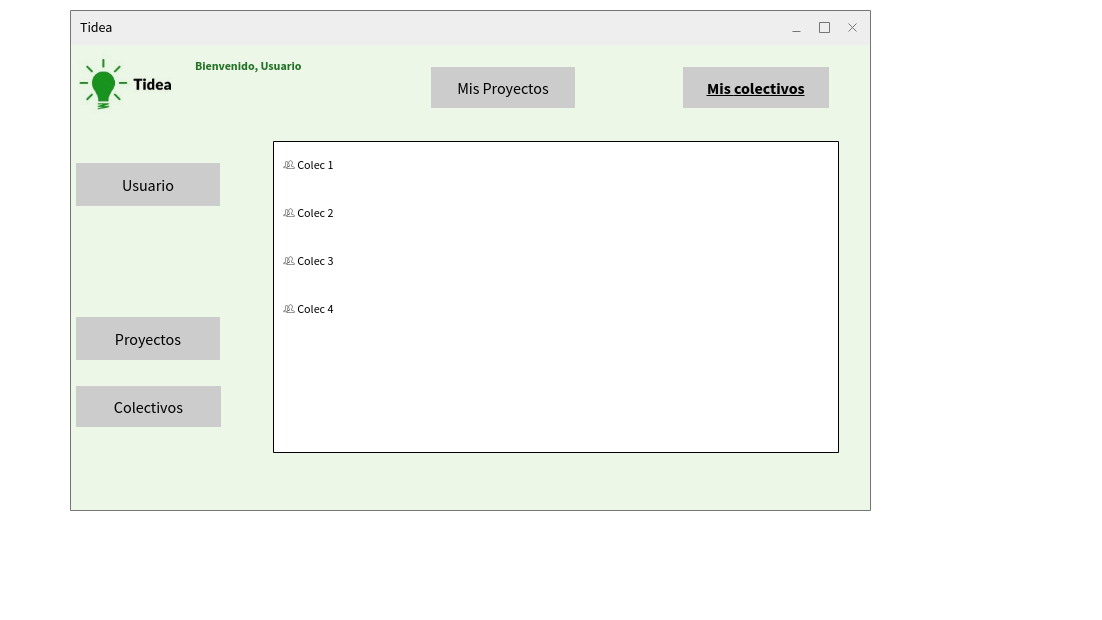 Tidea
Bienvenido, Usuario
Tidea
Mis Proyectos
Mis colectivos
Usuario
Proyectos
Colectivos
Colec 1
Colec 2
Colec 3
Colec 4